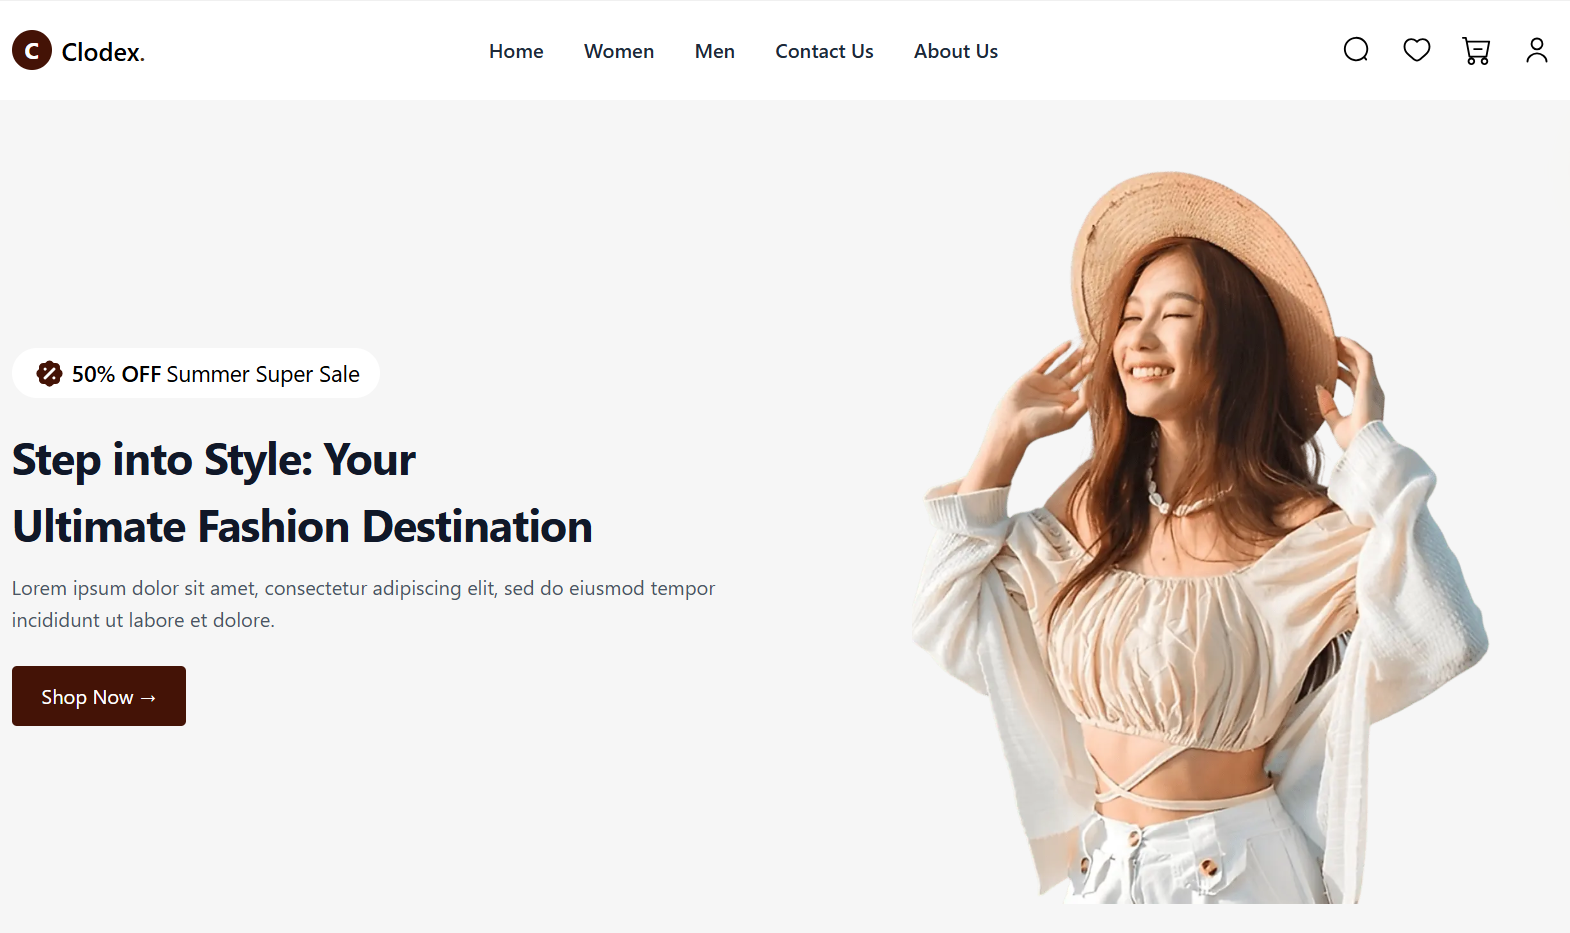 C Clodex.
Home Women Men Contact Us About Us
50% OFF Summer Super Sale
Step into Style: Your
Ultimate Fashion Destination
Lorem ipsum dolor sit amet, consectetur adipiscing elit, sed do eiusmod tempor
incididunt ut labore et dolore.
Shop Now →